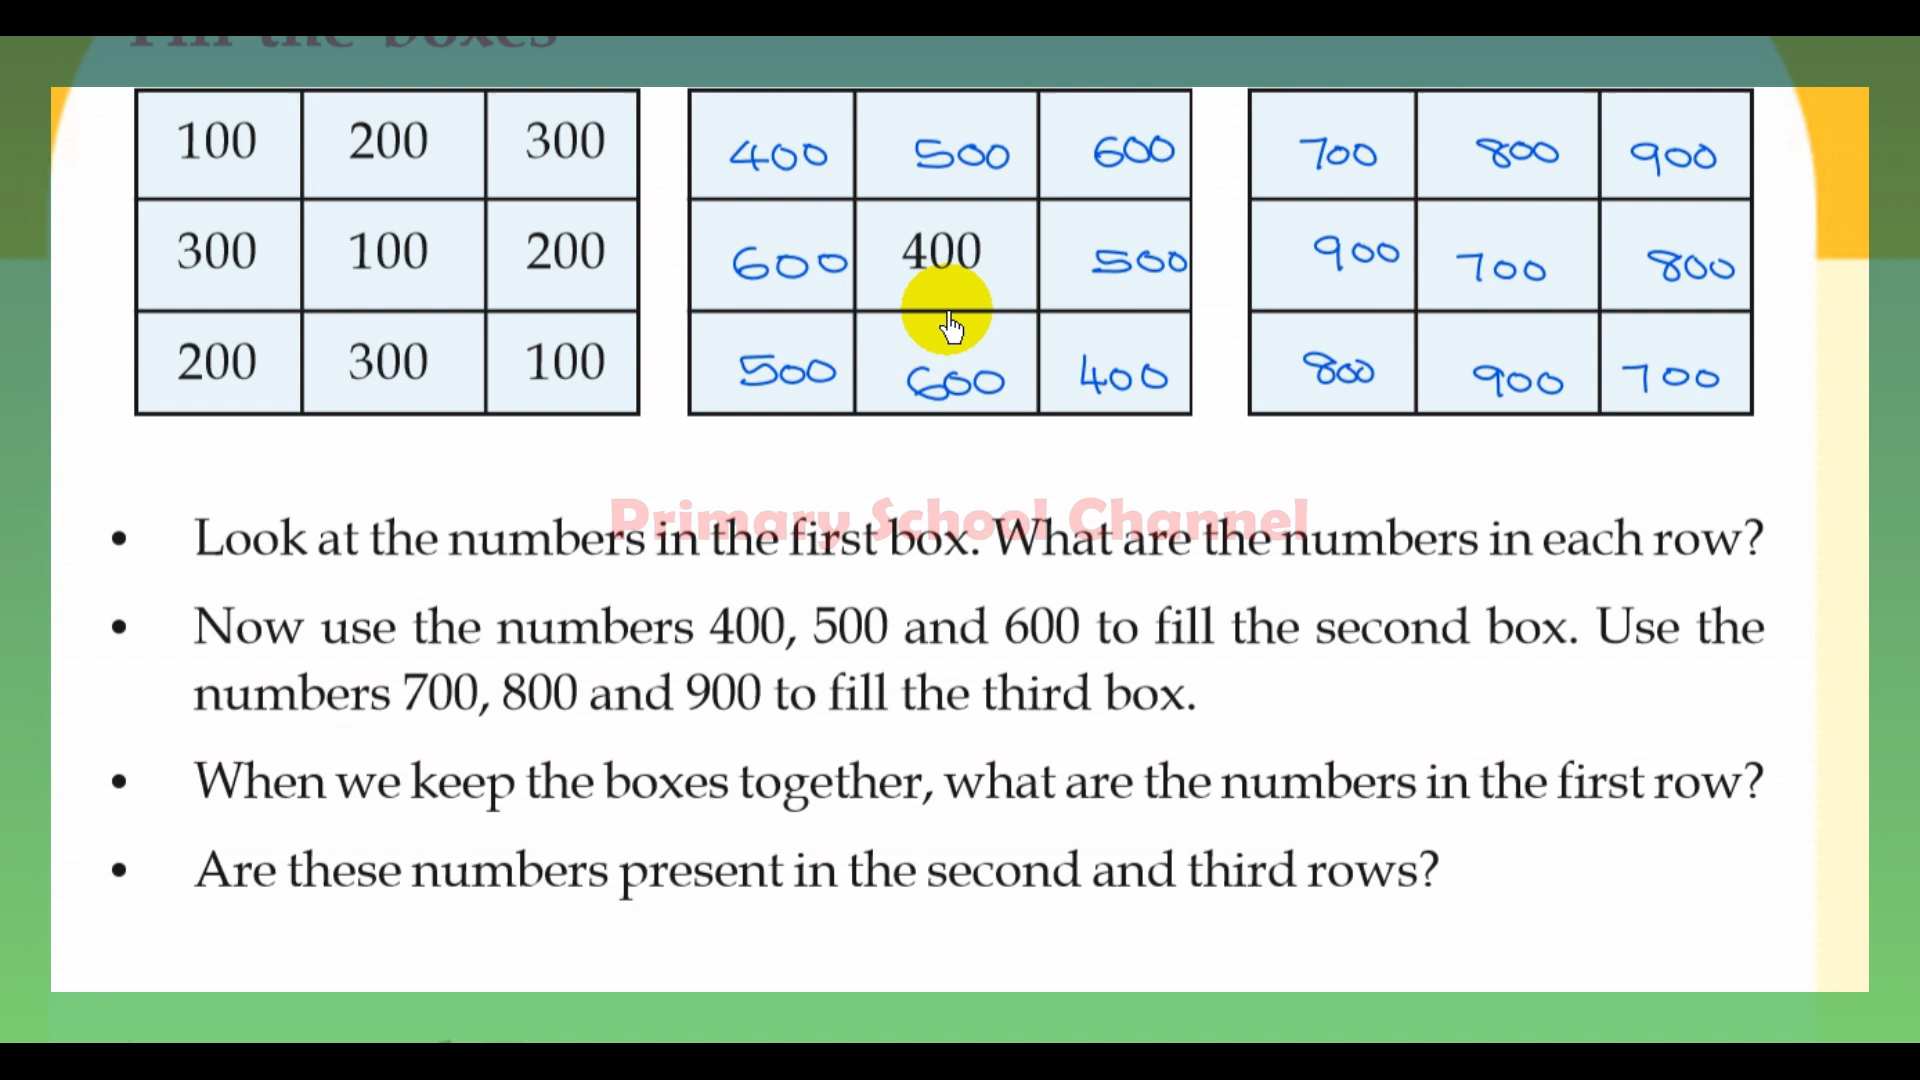 Fill the boxes
100 200 300 400 500 600 700 800 900
300 100 200 600 400 500 900 700 800
200 300 100 500 600 400 800 900 700
Primary School Channel
• Look at the numbers in the first box. What are the numbers in each row?
• Now use the numbers 400, 500 and 600 to fill the second box. Use the
numbers 700, 800 and 900 to fill the third box.
• When we keep the boxes together, what are the numbers in the first row?
• Are these numbers present in the second and third rows?